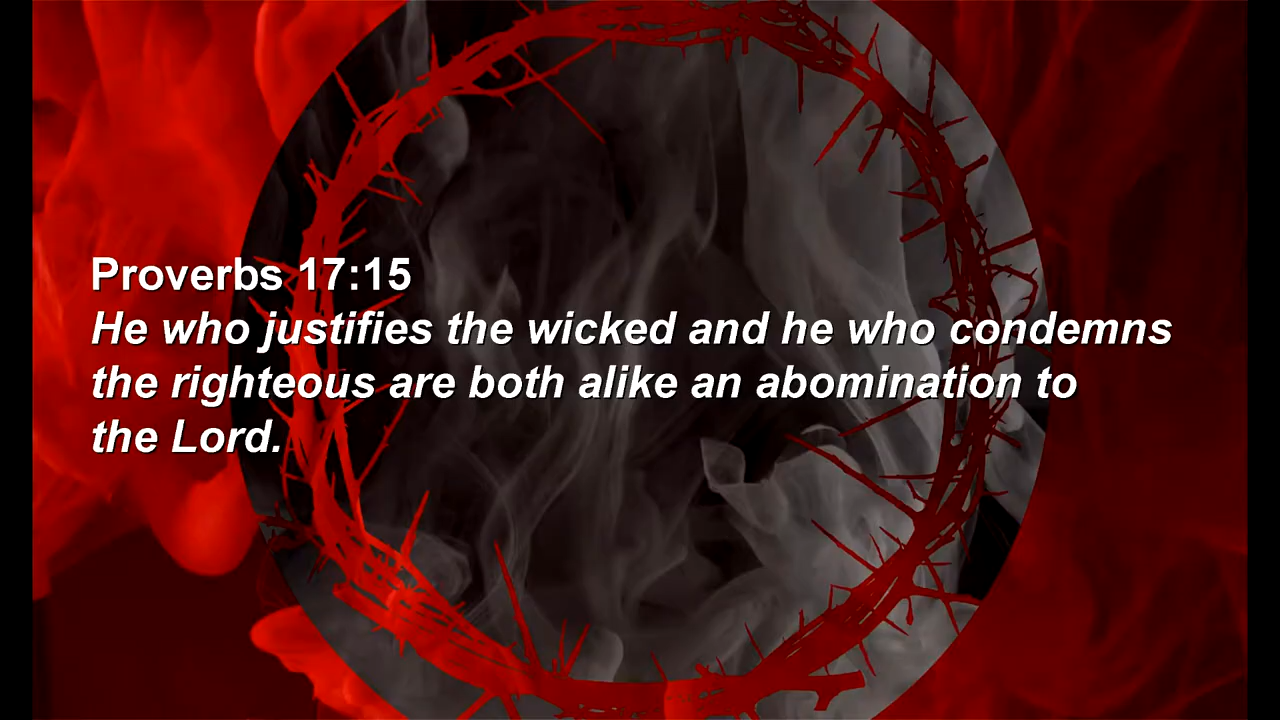 Proverbs 17:15
He who justifies the wicked and he who condemns
the righteous are both alike an abomination to
the Lord.